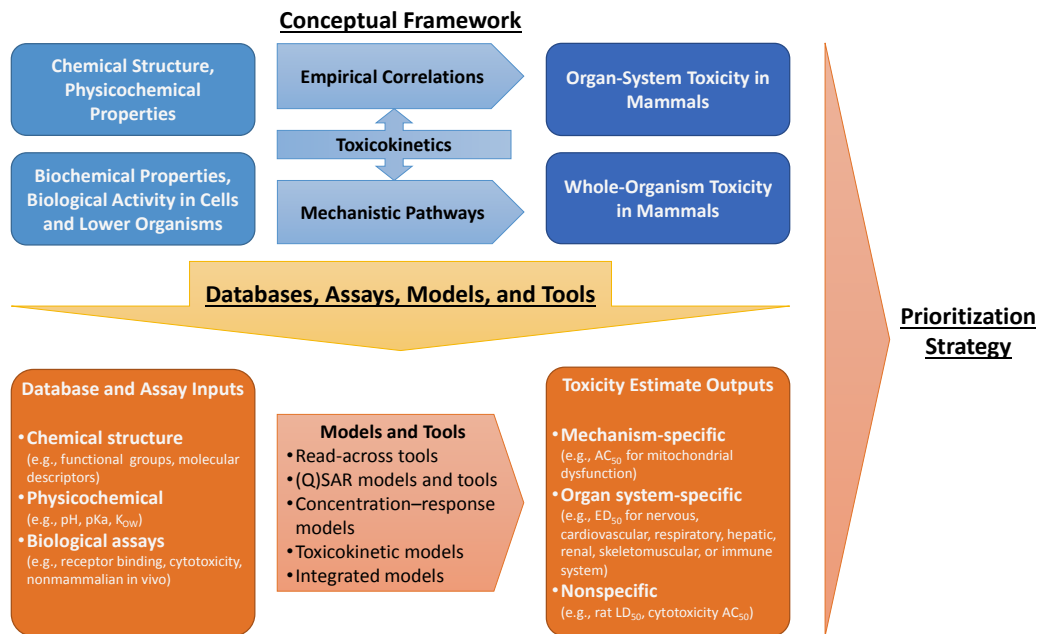 Conceptual Framework
Chemical Structure,
Physicochemical
Properties
Empirical Correlations
Organ-System Toxicity in
Mammals
Toxicokinetics
Biochemical Properties,
Biological Activity in Cells
and Lower Organisms
Mechanistic Pathways
Whole-Organism Toxicity
in Mammals
Databases, Assays, Models, and Tools
Prioritization
Strategy
Database and Assay Inputs
•Chemical structure
(e.g., functional groups, molecular
descriptors)
•Physicochemical
(e.g., pH, pKa, K_OW)
•Biological assays
(e.g., receptor binding, cytotoxicity,
nonmammalian in vivo)
Models and Tools
•Read-across tools
•(Q)SAR models and tools
•Concentration–response
models
•Toxicokinetic models
•Integrated models
Toxicity Estimate Outputs
•Mechanism-specific
(e.g., AC₅₀ for mitochondrial
dysfunction)
•Organ system-specific
(e.g., ED₅₀ for nervous,
cardiovascular, respiratory, hepatic,
renal, skeletomuscular, or immune
system)
•Nonspecific
(e.g., rat LD₅₀, cytotoxicity AC₅₀)